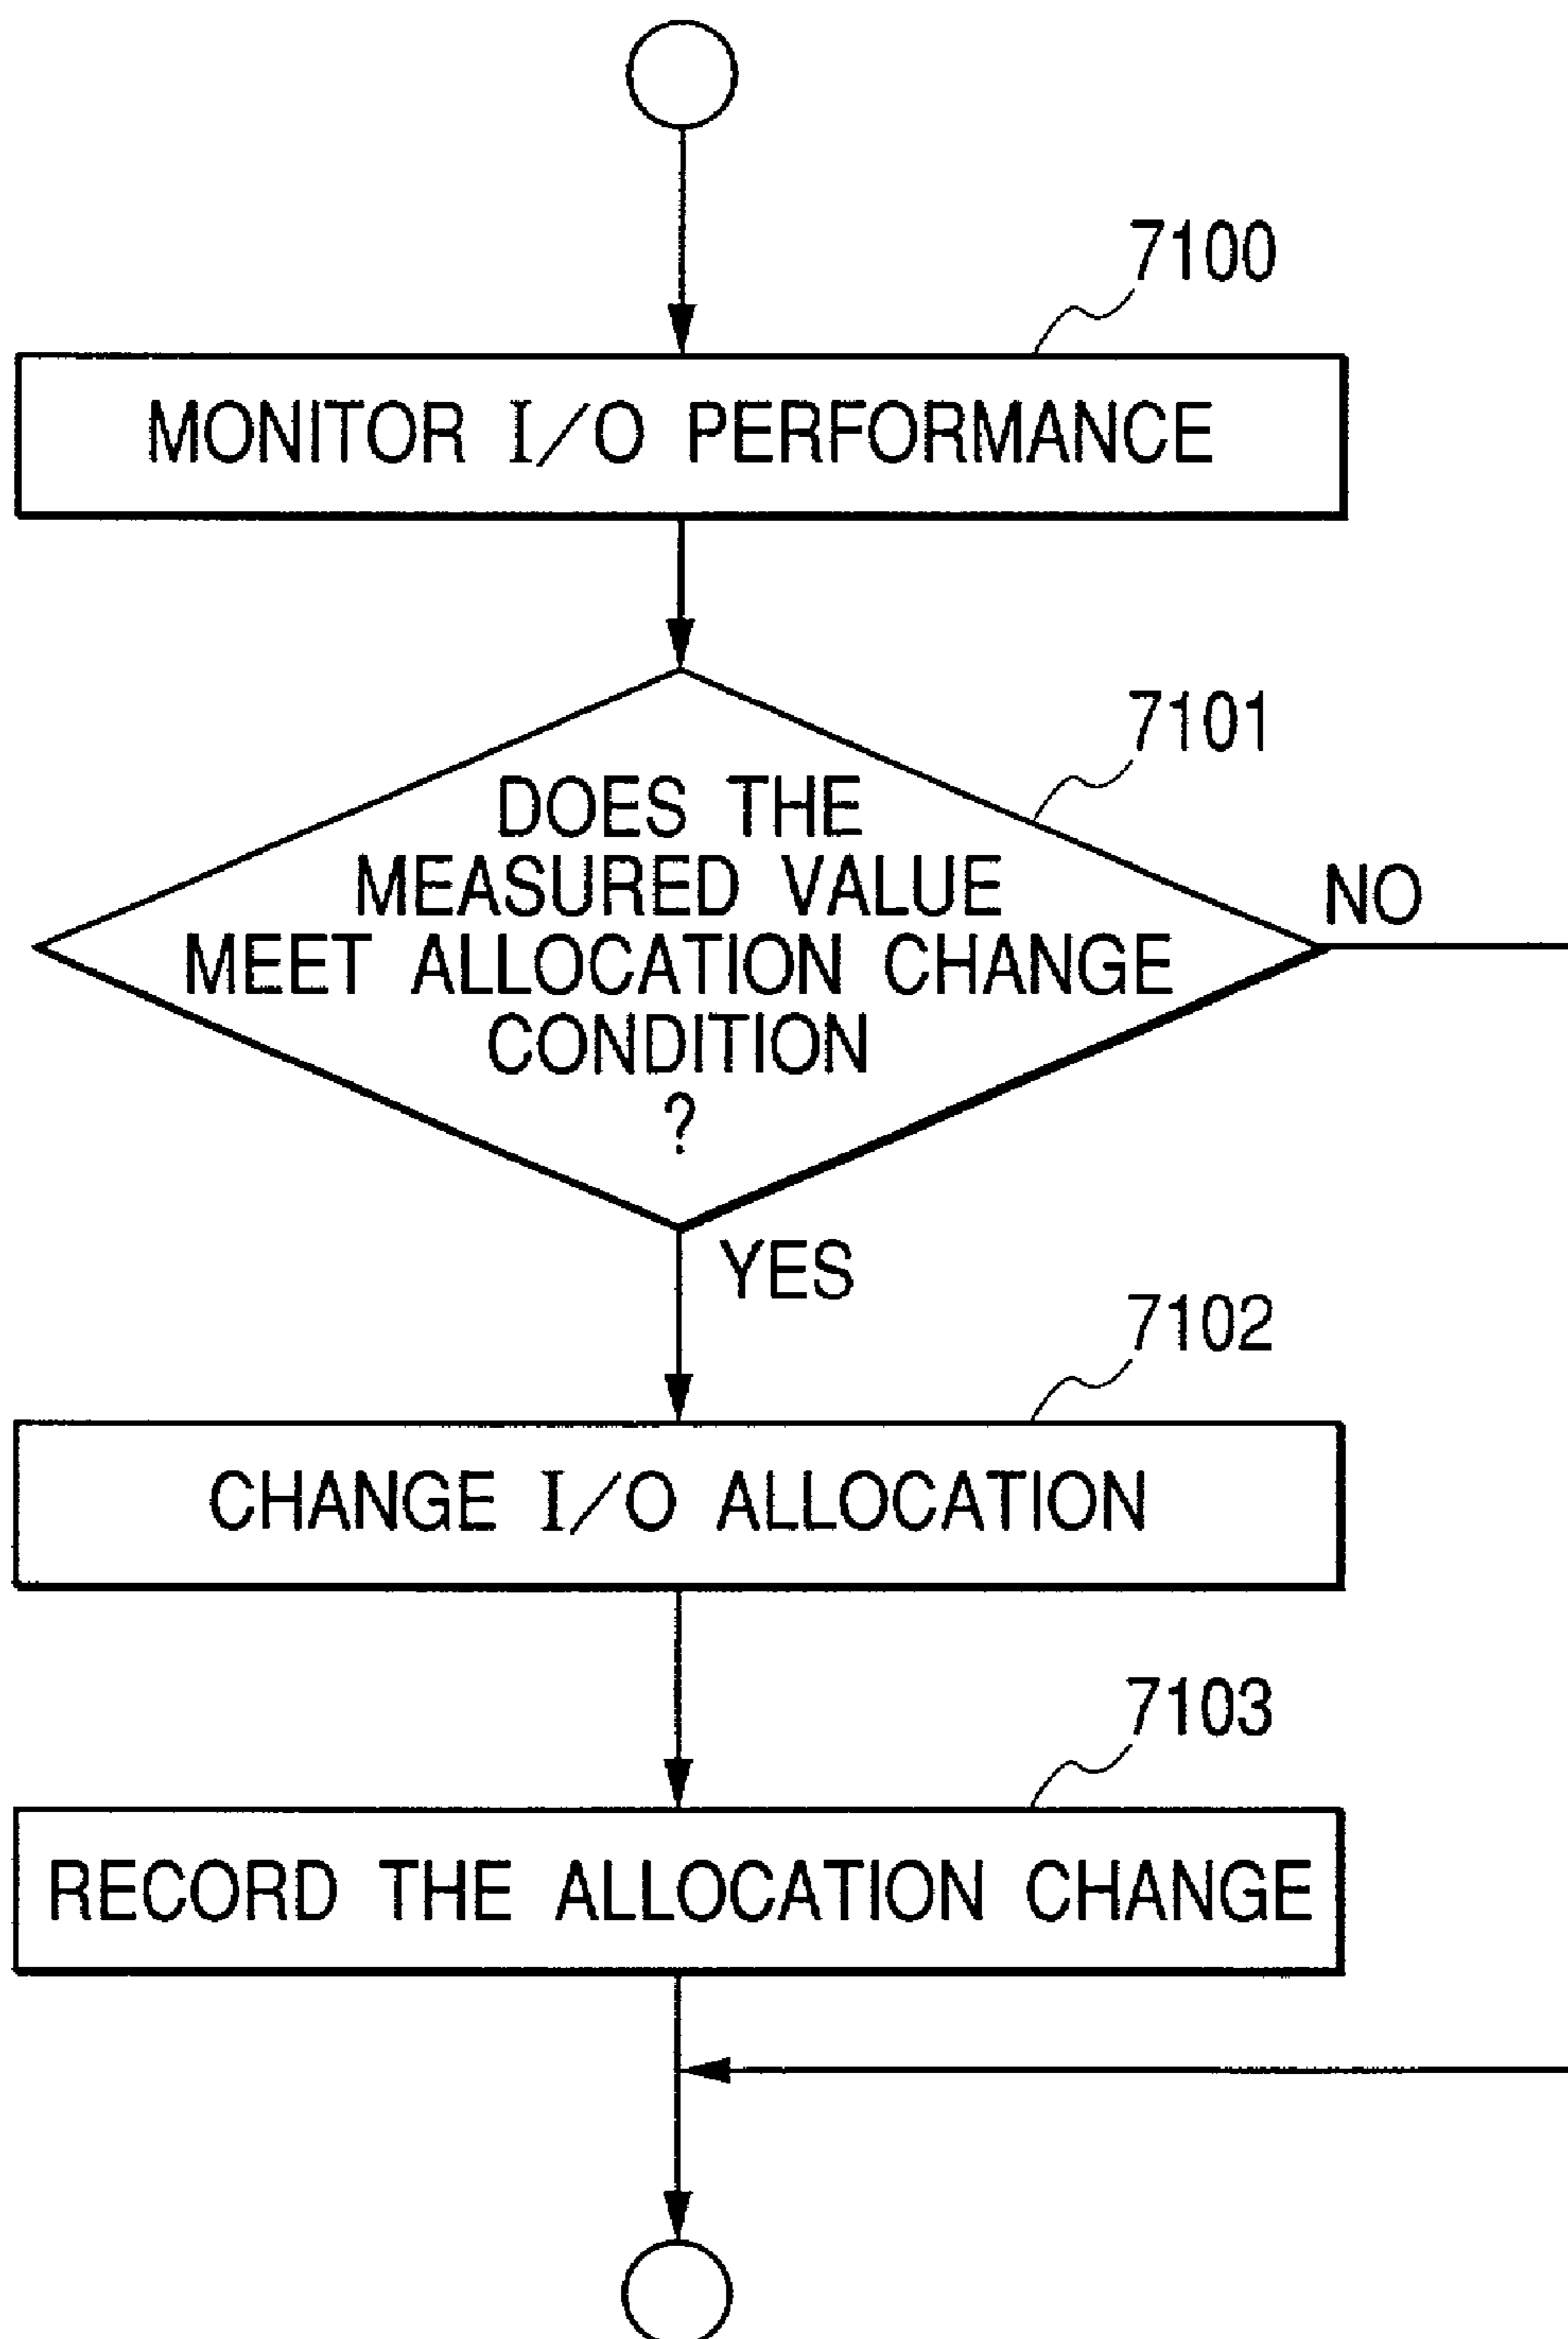 7100
MONITOR I/O PERFORMANCE
7101
DOES THE
MEASURED VALUE
MEET ALLOCATION CHANGE
CONDITION
?
NO
YES
7102
CHANGE I/O ALLOCATION
7103
RECORD THE ALLOCATION CHANGE